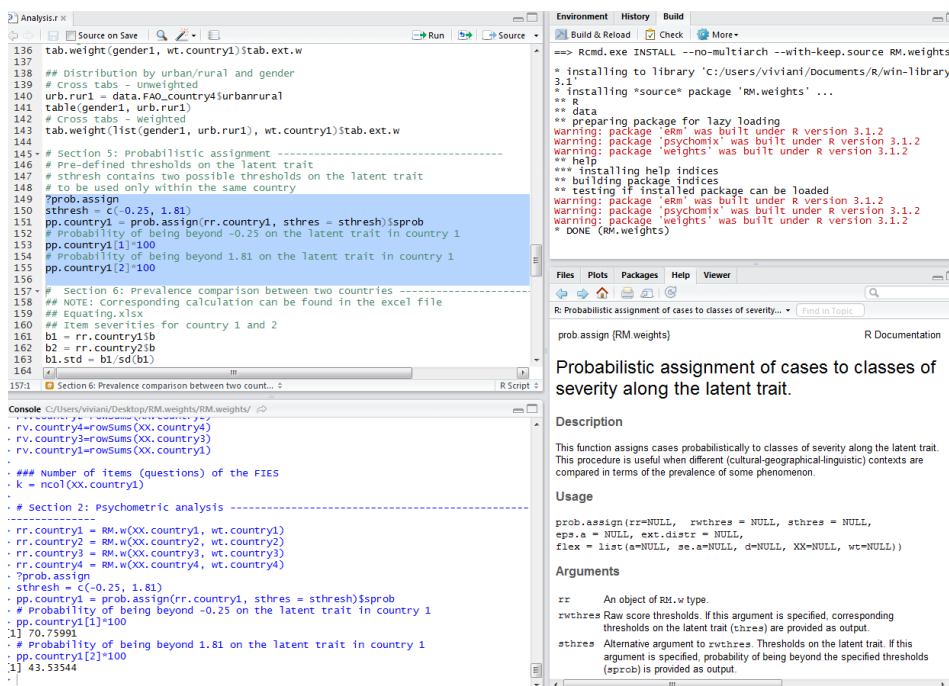 Analysis.r
Source on Save
Run
Source
136 tab.weight(gender1, wt.country1)$tab.ext.w
137
138 ## Distribution by urban/rural and gender
139 # Cross tabs - Unweighted
140 urb.rur1 = data.FAO_country4$urbanrural
141 table(gender1, urb.rur1)
142 # Cross tabs - Weighted
143 tab.weight(list(gender1, urb.rur1), wt.country1)$tab.ext.w
144
145 # Section 5: Probabilistic assignment ----------------------------------
146 # Pre-defined thresholds on the latent trait
147 # sthresh contains two possible thresholds on the latent trait
148 # to be used only within the same country
149 ?prob.assign
150 sthresh = c(-0.25, 1.81)
151 pp.country1 = prob.assign(rr.country1, sthres = sthresh)$sprob
152 # Probability of being beyond -0.25 on the latent trait in country 1
153 pp.country1[1]*100
154 # Probability of being beyond 1.81 on the latent trait in country 1
155 pp.country1[2]*100
156
157 #  Section 6: Prevalence comparison between two countries --------------------
158 ## NOTE: Corresponding calculation can be found in the excel file
159 ## Equating.xlsx
160 ## Item severities for country 1 and 2
161 b1 = rr.country1$b
162 b2 = rr.country2$b
163 b1.std = b1/sd(b1)
164
157:1 Section 6: Prevalence comparison between two count... R Script
Console C:/Users/viviani/Desktop/RM.weights/RM.weights/
rv.country2=rowSums(XX.country2)
rv.country4=rowSums(XX.country4)
rv.country3=rowSums(XX.country3)
rv.country1=rowSums(XX.country1)
### Number of items (questions) of the FIES
k = ncol(XX.country1)
# Section 2: Psychometric analysis ---------------------------------------------
--------------
rr.country1 = RM.w(XX.country1, wt.country1)
rr.country2 = RM.w(XX.country2, wt.country2)
rr.country3 = RM.w(XX.country3, wt.country3)
rr.country4 = RM.w(XX.country4, wt.country4)
?prob.assign
sthresh = c(-0.25, 1.81)
pp.country1 = prob.assign(rr.country1, sthres = sthresh)$sprob
# Probability of being beyond -0.25 on the latent trait in country 1
pp.country1[1]*100
1] 70.75991
# Probability of being beyond 1.81 on the latent trait in country 1
pp.country1[2]*100
1] 43.53544
Environment History Build
Build & Reload Check More
==> Rcmd.exe INSTALL --no-multiarch --with-keep.source RM.weights
* installing to library 'C:/Users/viviani/Documents/R/win-library
3.1'
* installing *source* package 'RM.weights' ...
** R
** data
** preparing package for lazy loading
Warning: package 'eRm' was built under R version 3.1.2
Warning: package 'psychomix' was built under R version 3.1.2
Warning: package 'weights' was built under R version 3.1.2
** help
*** installing help indices
** building package indices
** testing if installed package can be loaded
Warning: package 'eRm' was built under R version 3.1.2
Warning: package 'psychomix' was built under R version 3.1.2
Warning: package 'weights' was built under R version 3.1.2
* DONE (RM.weights)
Files Plots Packages Help Viewer
R: Probabilistic assignment of cases to classes of severity... Find in Topic
prob.assign {RM.weights} R Documentation
Probabilistic assignment of cases to classes of
severity along the latent trait.
Description
This function assigns cases probabilistically to classes of severity along the latent trait.
This procedure is useful when different (cultural-geographical-linguistic) contexts are
compared in terms of the prevalence of some phenomenon.
Usage
prob.assign(rr=NULL, rwthres = NULL, sthres = NULL,
eps.a = NULL, ext.distr = NULL,
flex = list(a=NULL, se.a=NULL, d=NULL, XX=NULL, wt=NULL))
Arguments
rr An object of RM.w type.
rwthres Raw score thresholds. If this argument is specified, corresponding
thresholds on the latent trait (thres) are provided as output.
sthres Alternative argument to rwthres. Thresholds on the latent trait. If this
argument is specified, probability of being beyond the specified thresholds
(sprob) is provided as output.